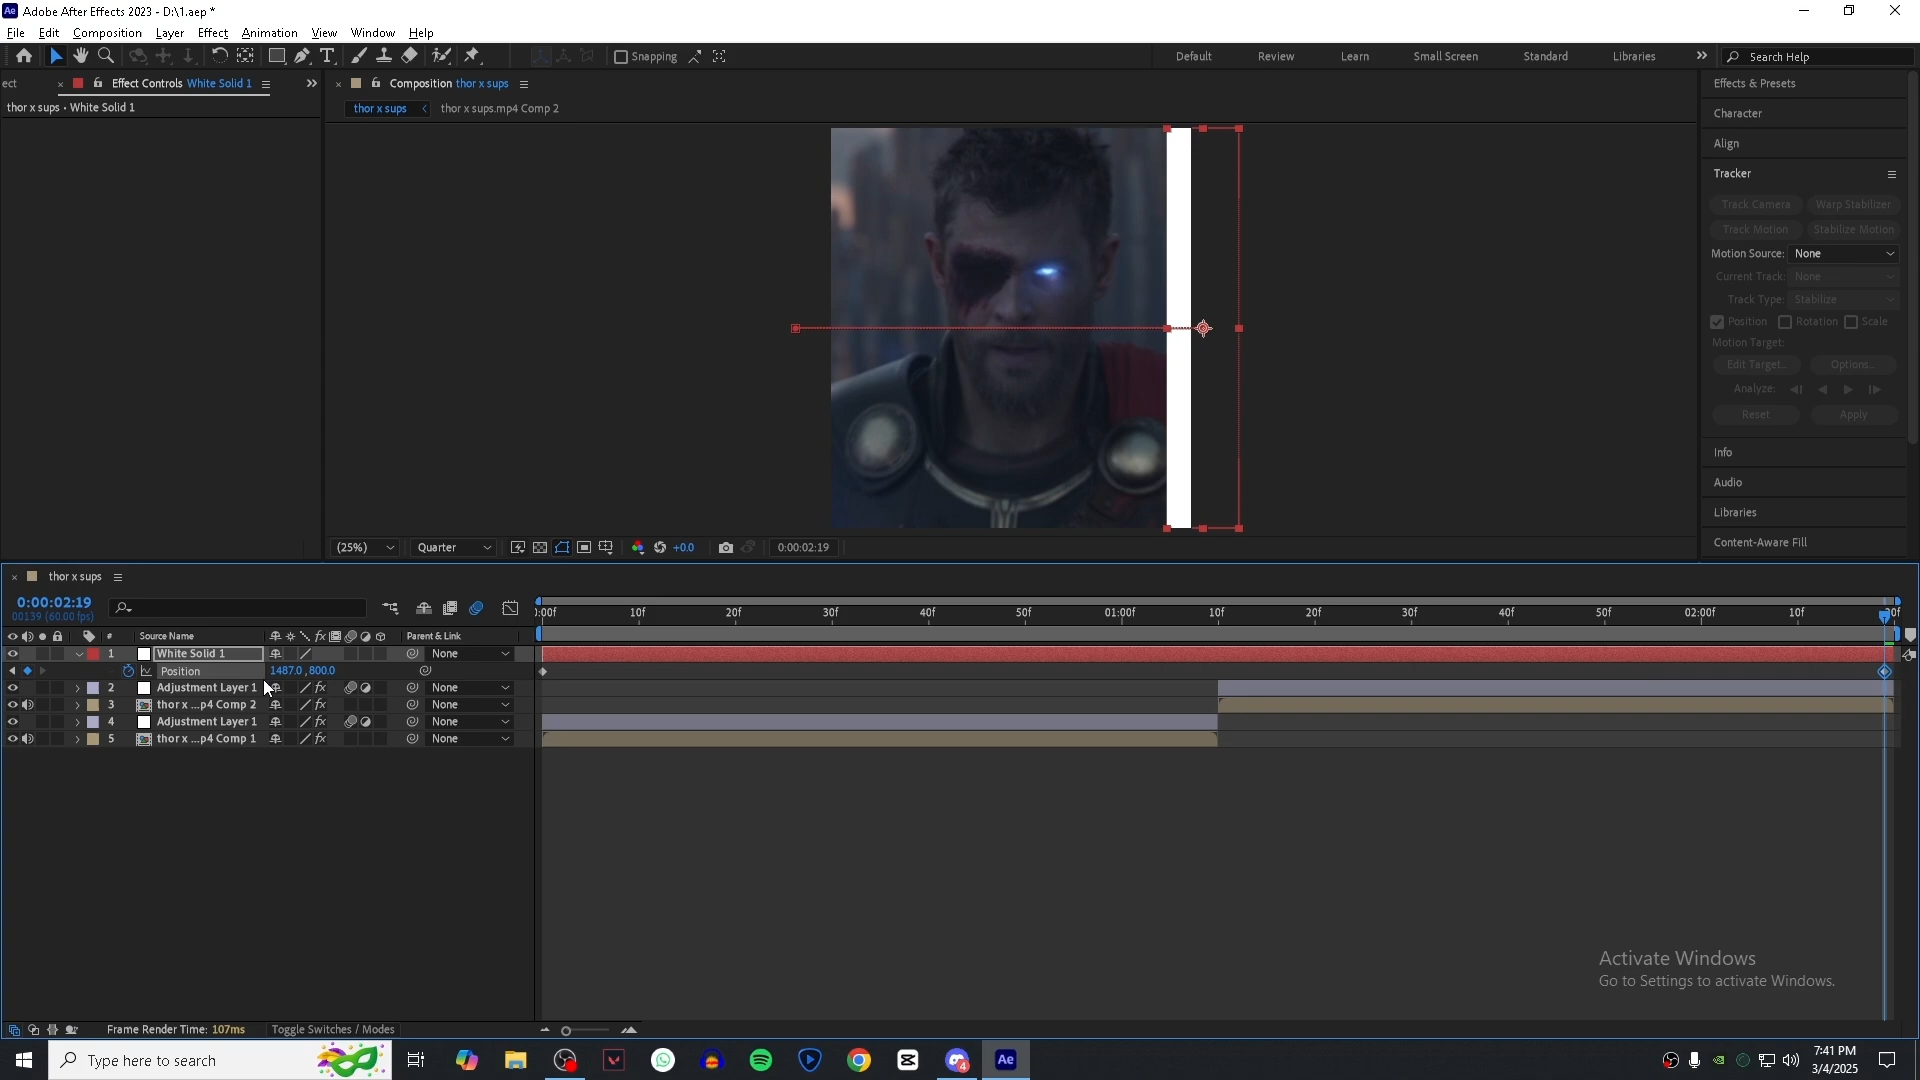 Adobe After Effects 2023 - D:\1.aep *
File Edit Composition Layer Effect Animation View Window Help
Snapping
Default Review Learn Small Screen Standard Libraries Search Help
ect Effect Controls White Solid 1
thor x sups • White Solid 1
Composition thor x sups
thor x sups thor x sups.mp4 Comp 2
Effects & Presets
Character
Align
Tracker
Track Camera Warp Stabilizer
Track Motion Stabilize Motion
Motion Source: None
Current Track: None
Track Type: Stabilize
Position Rotation Scale
Motion Target:
Edit Target... Options...
Analyze:
Reset Apply
Info
Audio
Libraries
Content-Aware Fill
(25%) Quarter +0.0 0:00:02:19
thor x sups
0:00:02:19
00139 (60.00 fps)
# Source Name Parent & Link
):00f 10f 20f 30f 40f 50f 01:00f 10f 20f 30f 40f 50f 02:00f 10f 20f
1 White Solid 1 None
Position 1487.0,800.0
2 Adjustment Layer 1 fx None
3 thor x ...p4 Comp 2 fx None
4 Adjustment Layer 1 fx None
5 thor x ...p4 Comp 1 fx None
Activate Windows
Go to Settings to activate Windows.
Frame Render Time: 107ms Toggle Switches / Modes
Type here to search
4
Ae
7:41 PM
3/4/2025